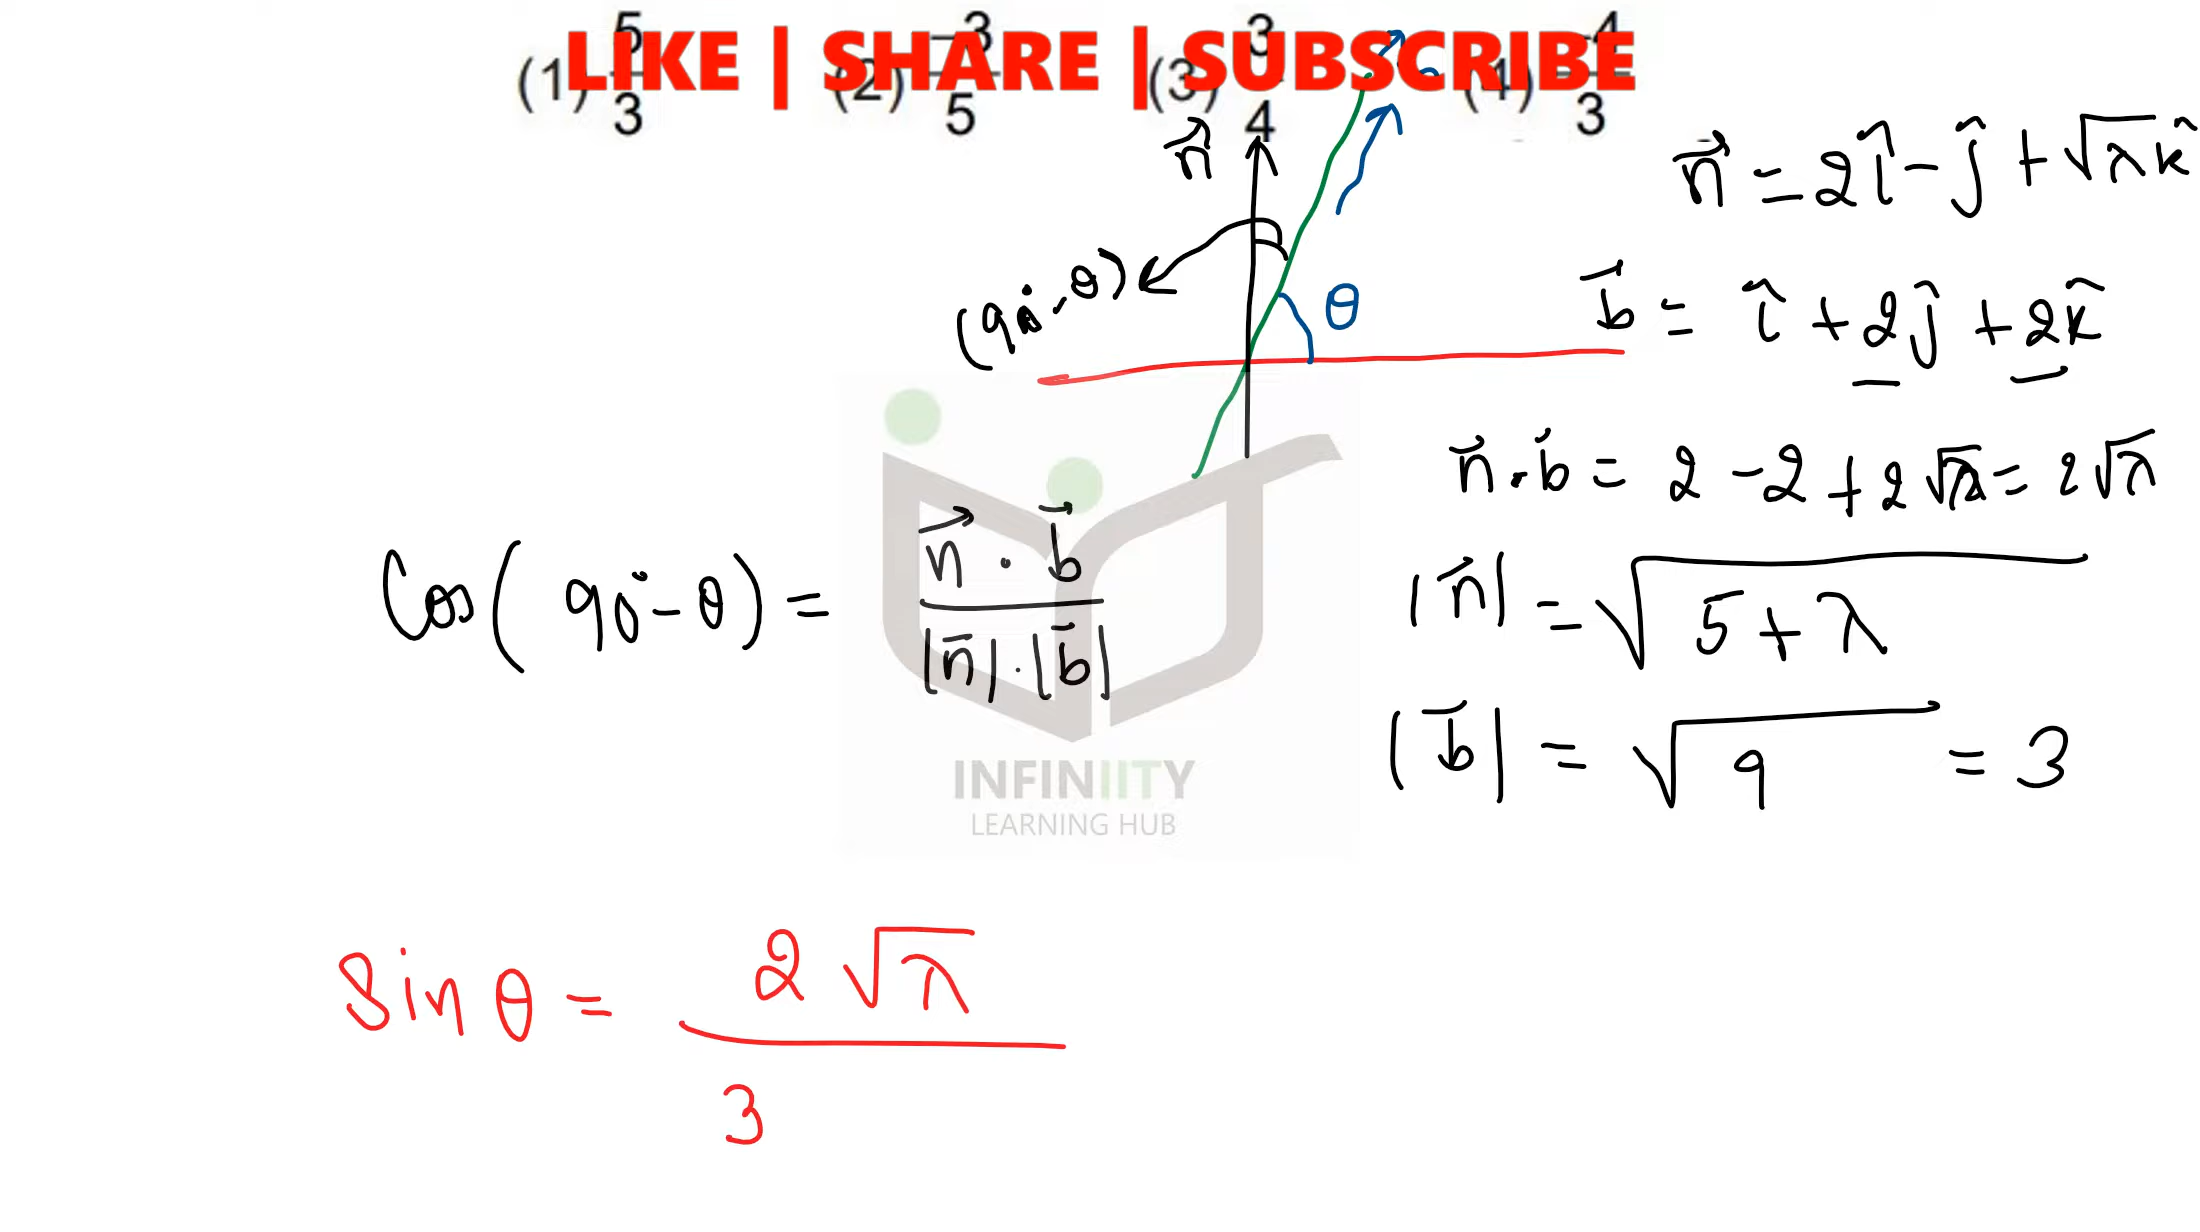 LIKE | SHARE | SUBSCRIBE
(1) 5/3 (2) -3/5 (3) 3/4 (4) -4/3
n⃗
n⃗ = 2î - ĵ + √λ k̂
(90° - θ)
θ
b⃗ = î + 2ĵ + 2k̂
n⃗ . b⃗ = 2 - 2 + 2√λ = 2√λ
Cos(90° - θ) = n⃗ . b⃗ / |n̄| . |b̄|
|n⃗| = √5 + λ
|b̄| = √9 = 3
INFINIITY
LEARNING HUB
Sin θ = 2√λ / 3